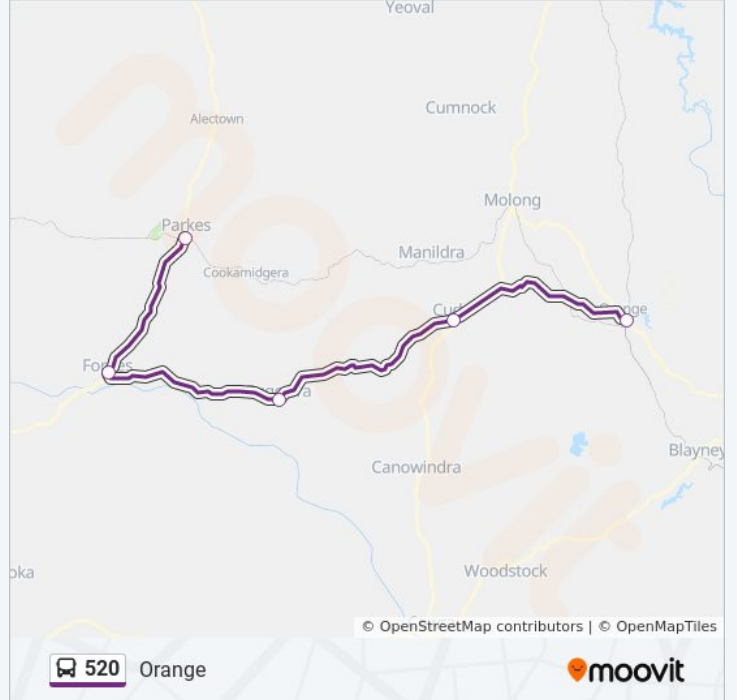 Yeoval
Cumnock
Alectown
Molong
Parkes
Manildra
Cookamidgera
Canowindra
Blayney
Woodstock
© OpenStreetMap contributors | © OpenMapTiles
520 Orange
moovit